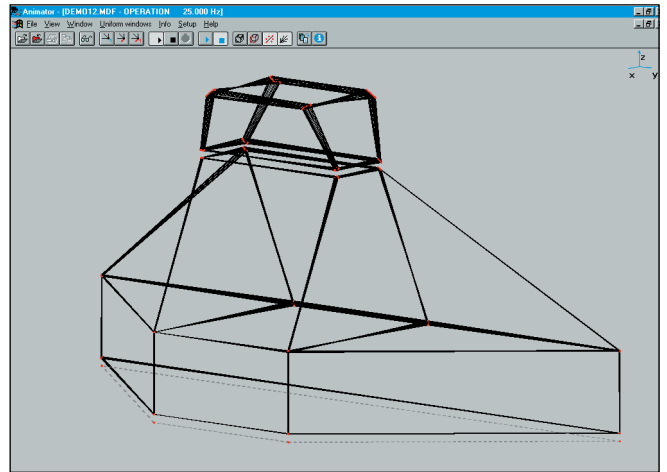 Animator - [DEMO12.MDF - OPERATION 25.000 Hz]
File View Window Uniform windows Info Setup Help
z
x y